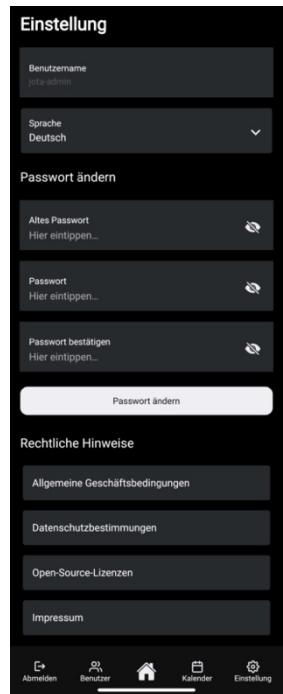 Einstellung
Benutzername
jota-admin
Sprache
Deutsch
Passwort ändern
Altes Passwort
Hier eintippen...
Passwort
Hier eintippen...
Passwort bestätigen
Hier eintippen...
Passwort ändern
Rechtliche Hinweise
Allgemeine Geschäftsbedingungen
Datenschutzbestimmungen
Open-Source-Lizenzen
Impressum
Abmelden Benutzer Kalender Einstellung